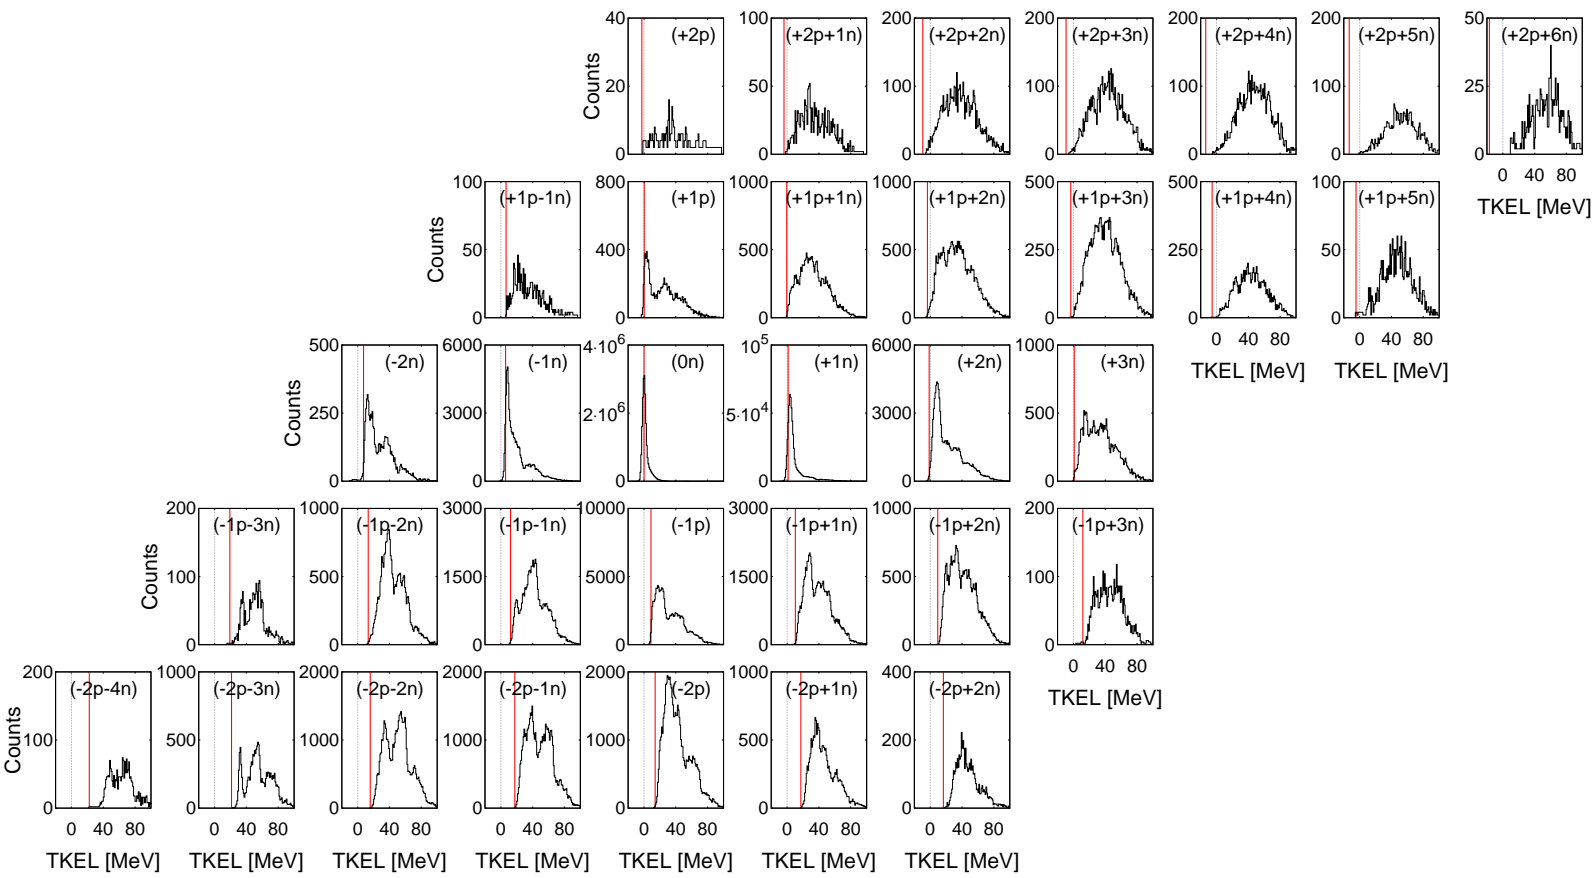 40 (+2p) 100 (+2p+1n) 200 (+2p+2n) 200 (+2p+3n) 200 (+2p+4n) 200 (+2p+5n) 50 (+2p+6n)
Counts
20 50 100 100 100 100 25
0 0 0 0 0 0 0
0 40 80
TKEL [MeV]
100 (+1p-1n) 800 (+1p) 1000 (+1p+1n) 1000 (+1p+2n) 500 (+1p+3n) 500 (+1p+4n) 100 (+1p+5n)
Counts
50 400 500 500 250 250 50
0 0 0 0 0 0 0
0 40 80 0 40 80
TKEL [MeV] TKEL [MeV]
500 (-2n) 6000 (-1n) 4·10⁶ (0n) 10⁵ (+1n) 6000 (+2n) 1000 (+3n)
Counts
250 3000 2·10⁶ 5·10⁴ 3000 500
0 0 0 0 0 0
200 (-1p-3n) 1000 (-1p-2n) 3000 (-1p-1n) 10000 (-1p) 3000 (-1p+1n) 1000 (-1p+2n) 200 (-1p+3n)
Counts
100 500 1500 5000 1500 500 100
0 0 0 0 0 0 0
0 40 80
TKEL [MeV]
200 (-2p-4n) 1000 (-2p-3n) 2000 (-2p-2n) 2000 (-2p-1n) 2000 (-2p) 1000 (-2p+1n) 400 (-2p+2n)
Counts
100 500 1000 1000 1000 500 200
0 0 0 0 0 0 0
0 40 80 0 40 80 0 40 80 0 40 80 0 40 80 0 40 80 0 40 80
TKEL [MeV] TKEL [MeV] TKEL [MeV] TKEL [MeV] TKEL [MeV] TKEL [MeV] TKEL [MeV]